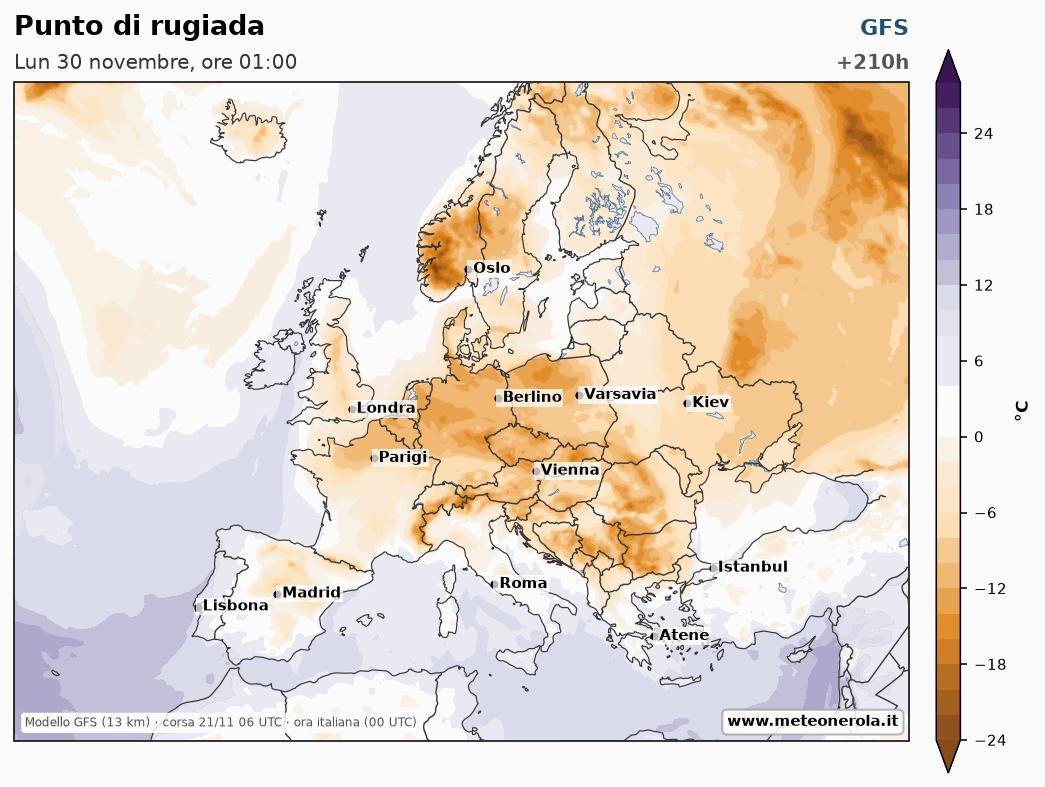 Punto di rugiada
GFS
Lun 30 novembre, ore 01:00
+210h
Oslo
Londra
Berlino
Varsavia
Kiev
Parigi
Vienna
Istanbul
Roma
Madrid
Lisbona
Atene
Modello GFS (13 km) · corsa 21/11 06 UTC · ora italiana (00 UTC)
www.meteonerola.it
24
18
12
6
0
−6
−12
−18
−24
°C